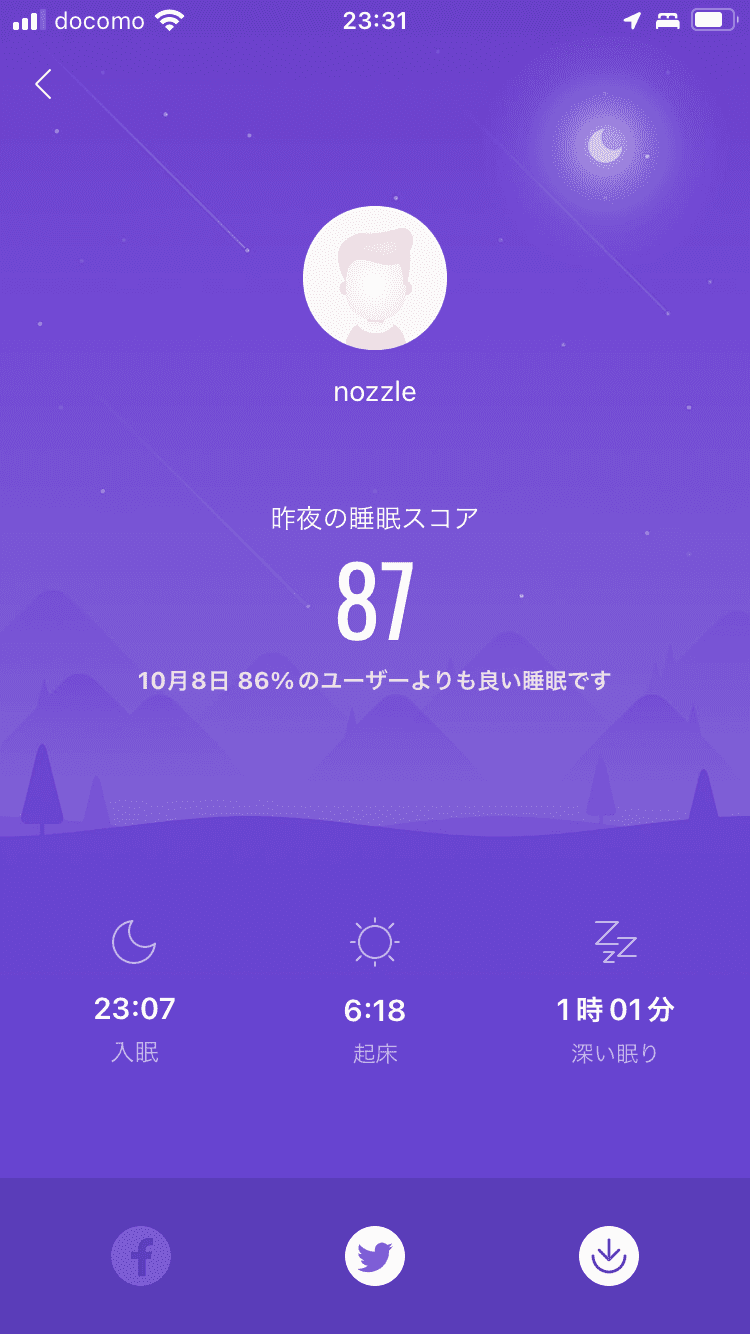 docomo 23:31
nozzle
昨夜の睡眠スコア
87
10月8日 86%のユーザーよりも良い睡眠です
23:07 6:18 1時01分
入眠 起床 深い眠り